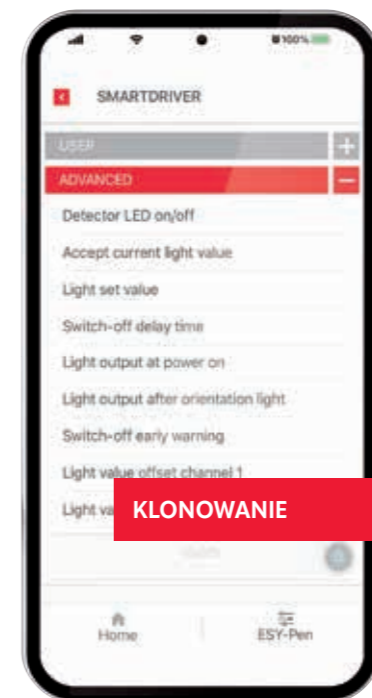 100%
SMARTDRIVER
USER
ADVANCED
Detector LED on/off
Accept current light value
Light set value
Switch-off delay time
Light output at power on
Light output after orientation light
Switch-off early warning
Light value offset channel 1
Light va
KLONOWANIE
Home
ESY-Pen